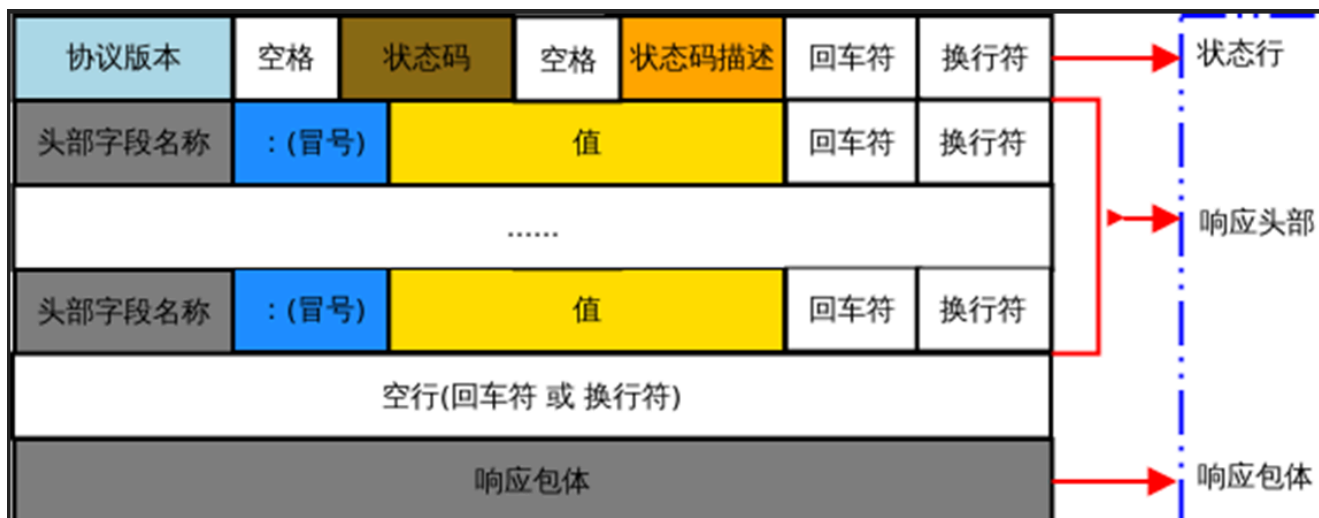 协议版本 空格 状态码 空格 状态码描述 回车符 换行符 状态行
头部字段名称 ：(冒号) 值 回车符 换行符
......
响应头部
头部字段名称 ：(冒号) 值 回车符 换行符
空行(回车符 或 换行符)
响应包体 响应包体